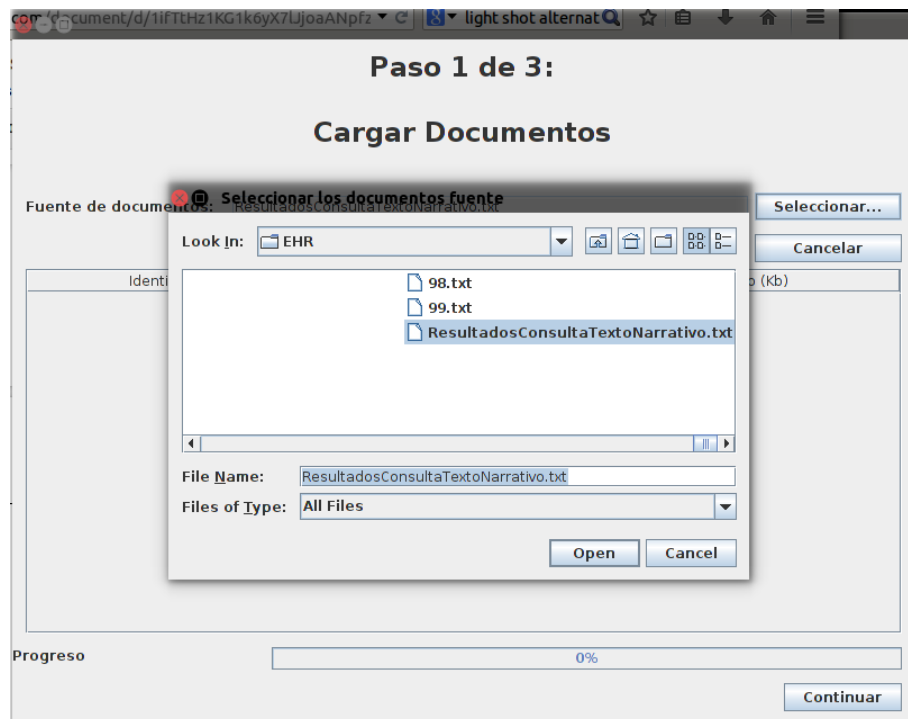 com/document/d/1ifTtHz1KG1k6yX7lJjoaANpfz light shot alternat
Paso 1 de 3:
Cargar Documentos
Seleccionar los documentos fuente
Fuente de documentos: ResultadosConsultaTextoNarrativo.txt Seleccionar...
Look In: EHR
Cancelar
Identi (Kb)
98.txt
99.txt
ResultadosConsultaTextoNarrativo.txt
File Name: ResultadosConsultaTextoNarrativo.txt
Files of Type: All Files
Open Cancel
Progreso 0%
Continuar